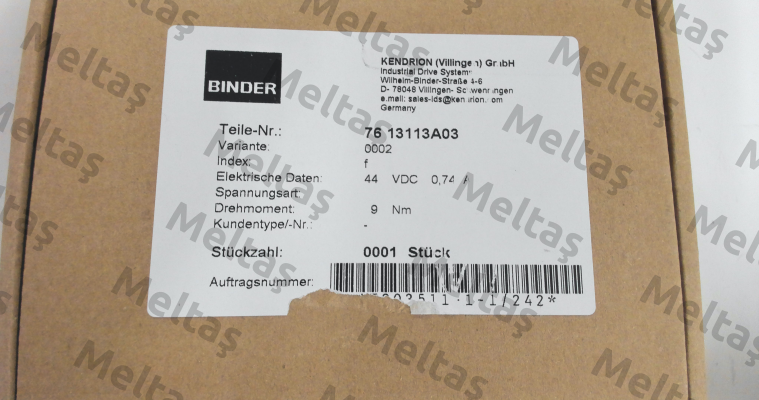 BINDER
KENDRION (Villingen) GmbH
Industrial Drive Systems
Wilhelm-Binder-Straße 4-6
D- 78048 Villingen- Schwenningen
e.mail: sales-ids@kendrion.com
Germany
Teile-Nr.: 76 13113A03
Variante: 0002
Index: f
Elektrische Daten: 44 VDC 0,74 A
Spannungsart:
Drehmoment: 9 Nm
Kundentype/-Nr.: -
Stückzahl: 0001 Stück
Auftragsnummer:
Meltaş